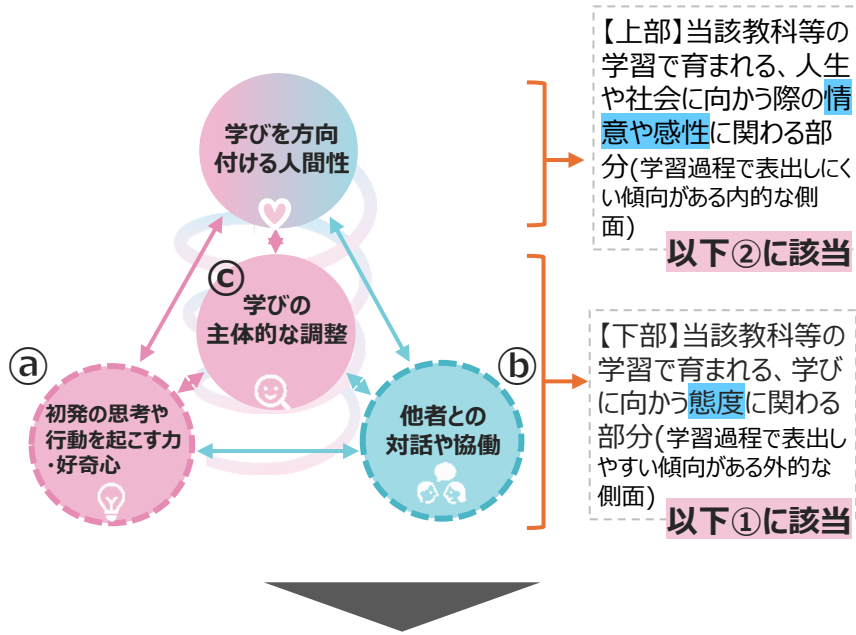 学びを方向
付ける人間性
ⓒ
学びの
主体的な調整
ⓐ
初発の思考や
行動を起こす力
・好奇心
ⓑ
他者との
対話や協働
【上部】当該教科等の
学習で育まれる、人生
や社会に向かう際の情
意や感性に関わる部
分(学習過程で表出しにく
い傾向がある内的な側
面)
以下②に該当
【下部】当該教科等の
学習で育まれる、学び
に向かう態度に関わる
部分(学習過程で表出し
やすい傾向がある外的な
側面)
以下①に該当